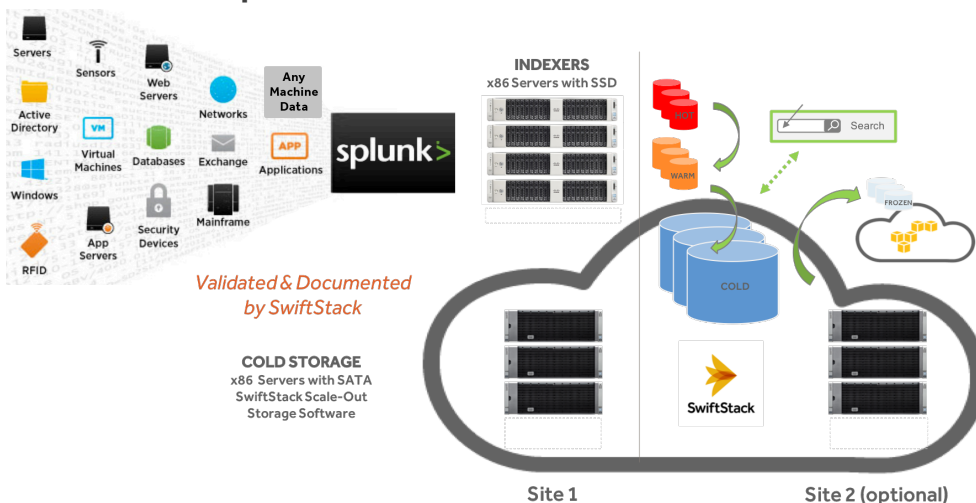 Servers
Sensors
Web
Servers
Networks
Any
Machine
Data
Active
Directory
VM
Virtual
Machines
Databases
Exchange
APP
Applications
splunk>
Windows
App
Servers
Security
Devices
Mainframe
RFID
Validated & Documented
by SwiftStack
COLD STORAGE
x86 Servers with SATA
SwiftStack Scale-Out
Storage Software
INDEXERS
x86 Servers with SSD
HOT
WARM
COLD
Search
FROZEN
SwiftStack
Site 1
Site 2 (optional)